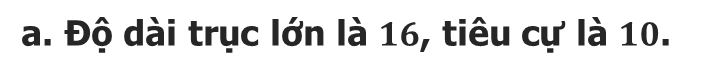 a. Độ dài trục lớn là 16, tiêu cự là 10.